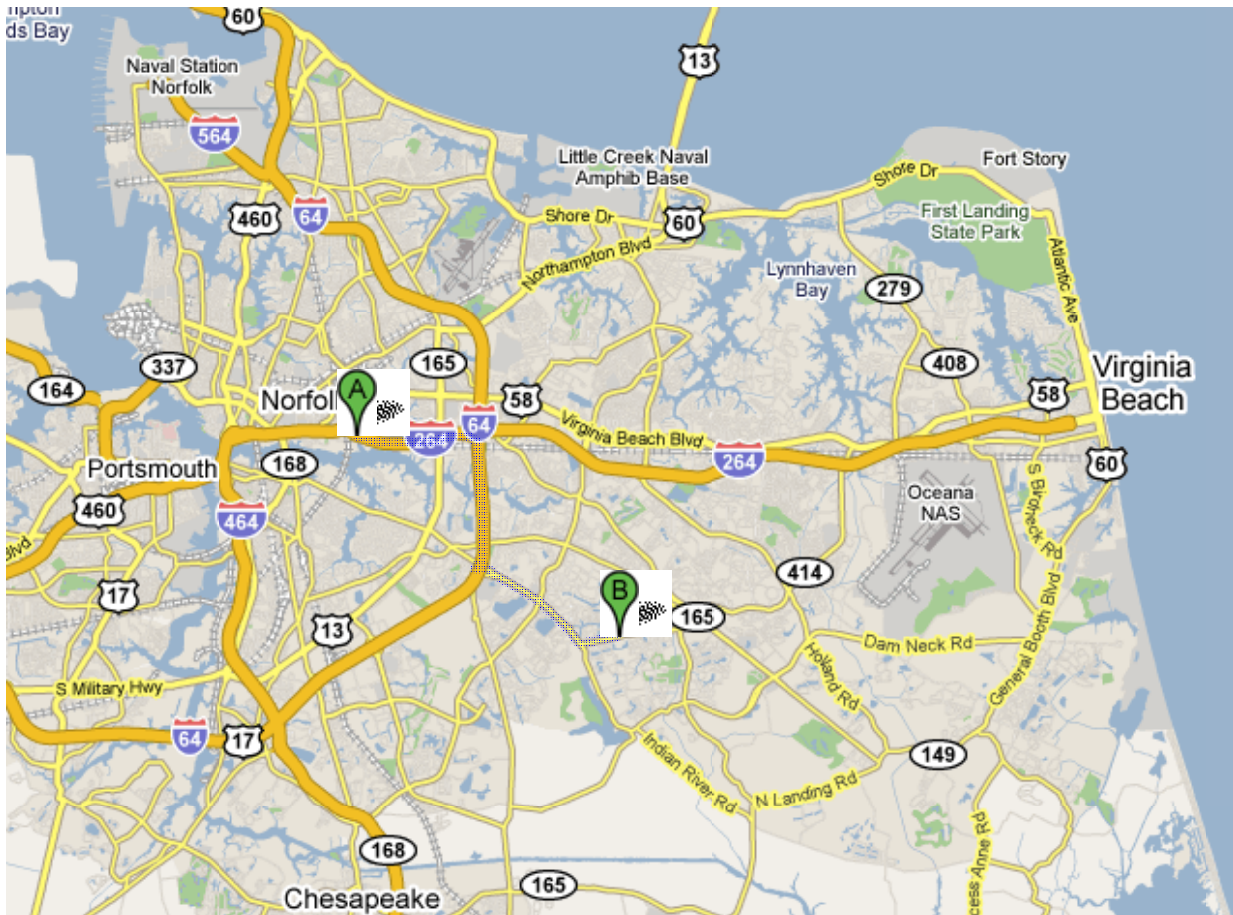 60
ds Bay
Naval Station
Norfolk
13
564
Little Creek Naval
Amphib Base
Fort Story
Shore Dr
460
64
Shore Dr
60
First Landing
State Park
Northampton Blvd
Lynnhaven
Bay
Atlantic Ave
279
165
408
337
164
Virginia
Beach
58
58
A
Norfol
64
Virginia Beach Blvd
264
264
60
168
Portsmouth
460
464
Oceana
NAS
S Birdneck Rd
Blvd
414
17
B
165
13
Dam Neck Rd
General Booth Blvd
Holland Rd
S Military Hwy
64
17
149
Indian River Rd
N Landing Rd
168
cess Anne Rd
165
Chesapeake